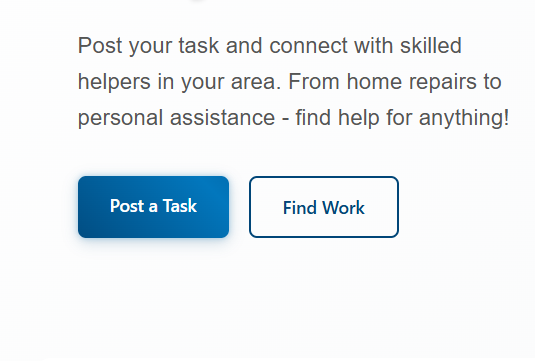 Post your task and connect with skilled
helpers in your area. From home repairs to
personal assistance - find help for anything!
Post a Task
Find Work